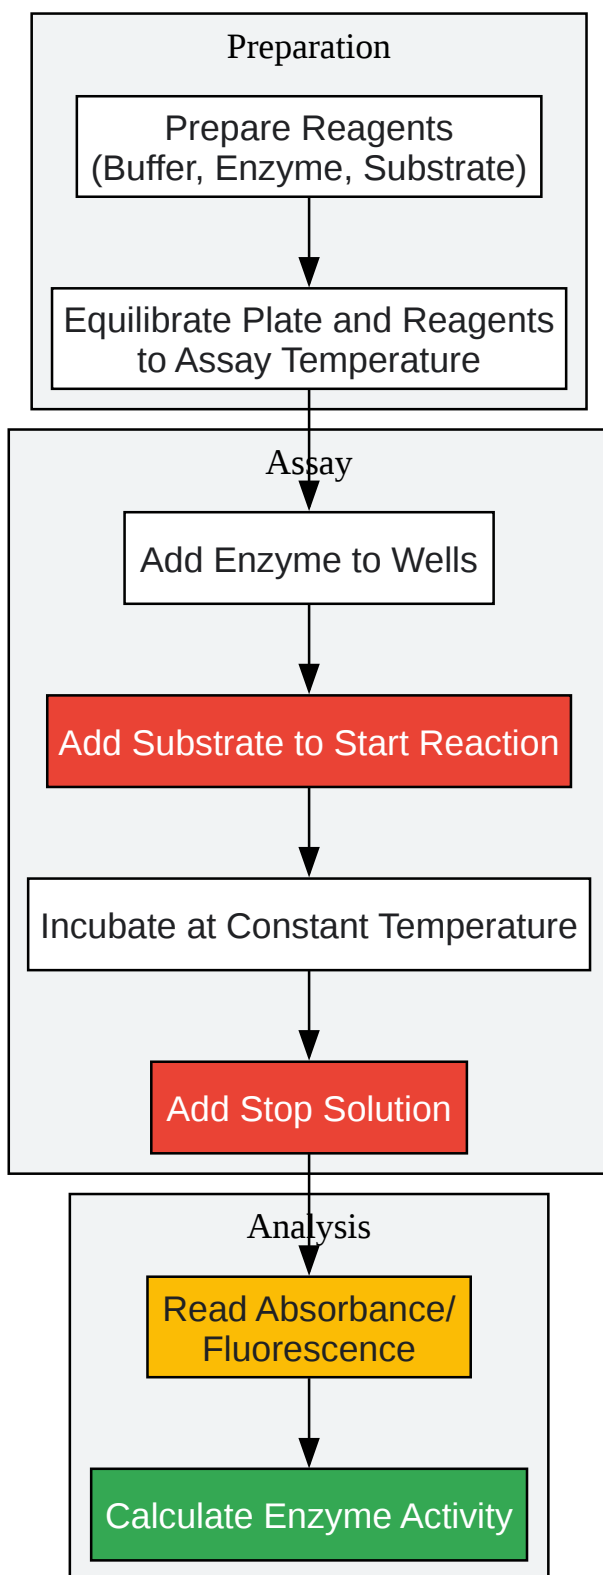 Preparation
Prepare Reagents
(Buffer, Enzyme, Substrate)
Equilibrate Plate and Reagents
to Assay Temperature
Assay
Add Enzyme to Wells
Add Substrate to Start Reaction
Incubate at Constant Temperature
Add Stop Solution
Analysis
Read Absorbance/
Fluorescence
Calculate Enzyme Activity